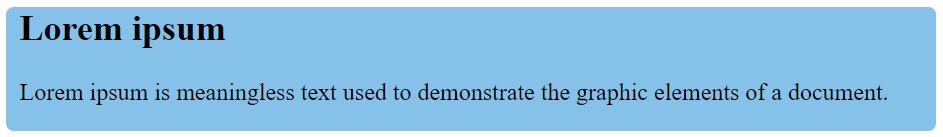 Lorem ipsum
Lorem ipsum is meaningless text used to demonstrate the graphic elements of a document.